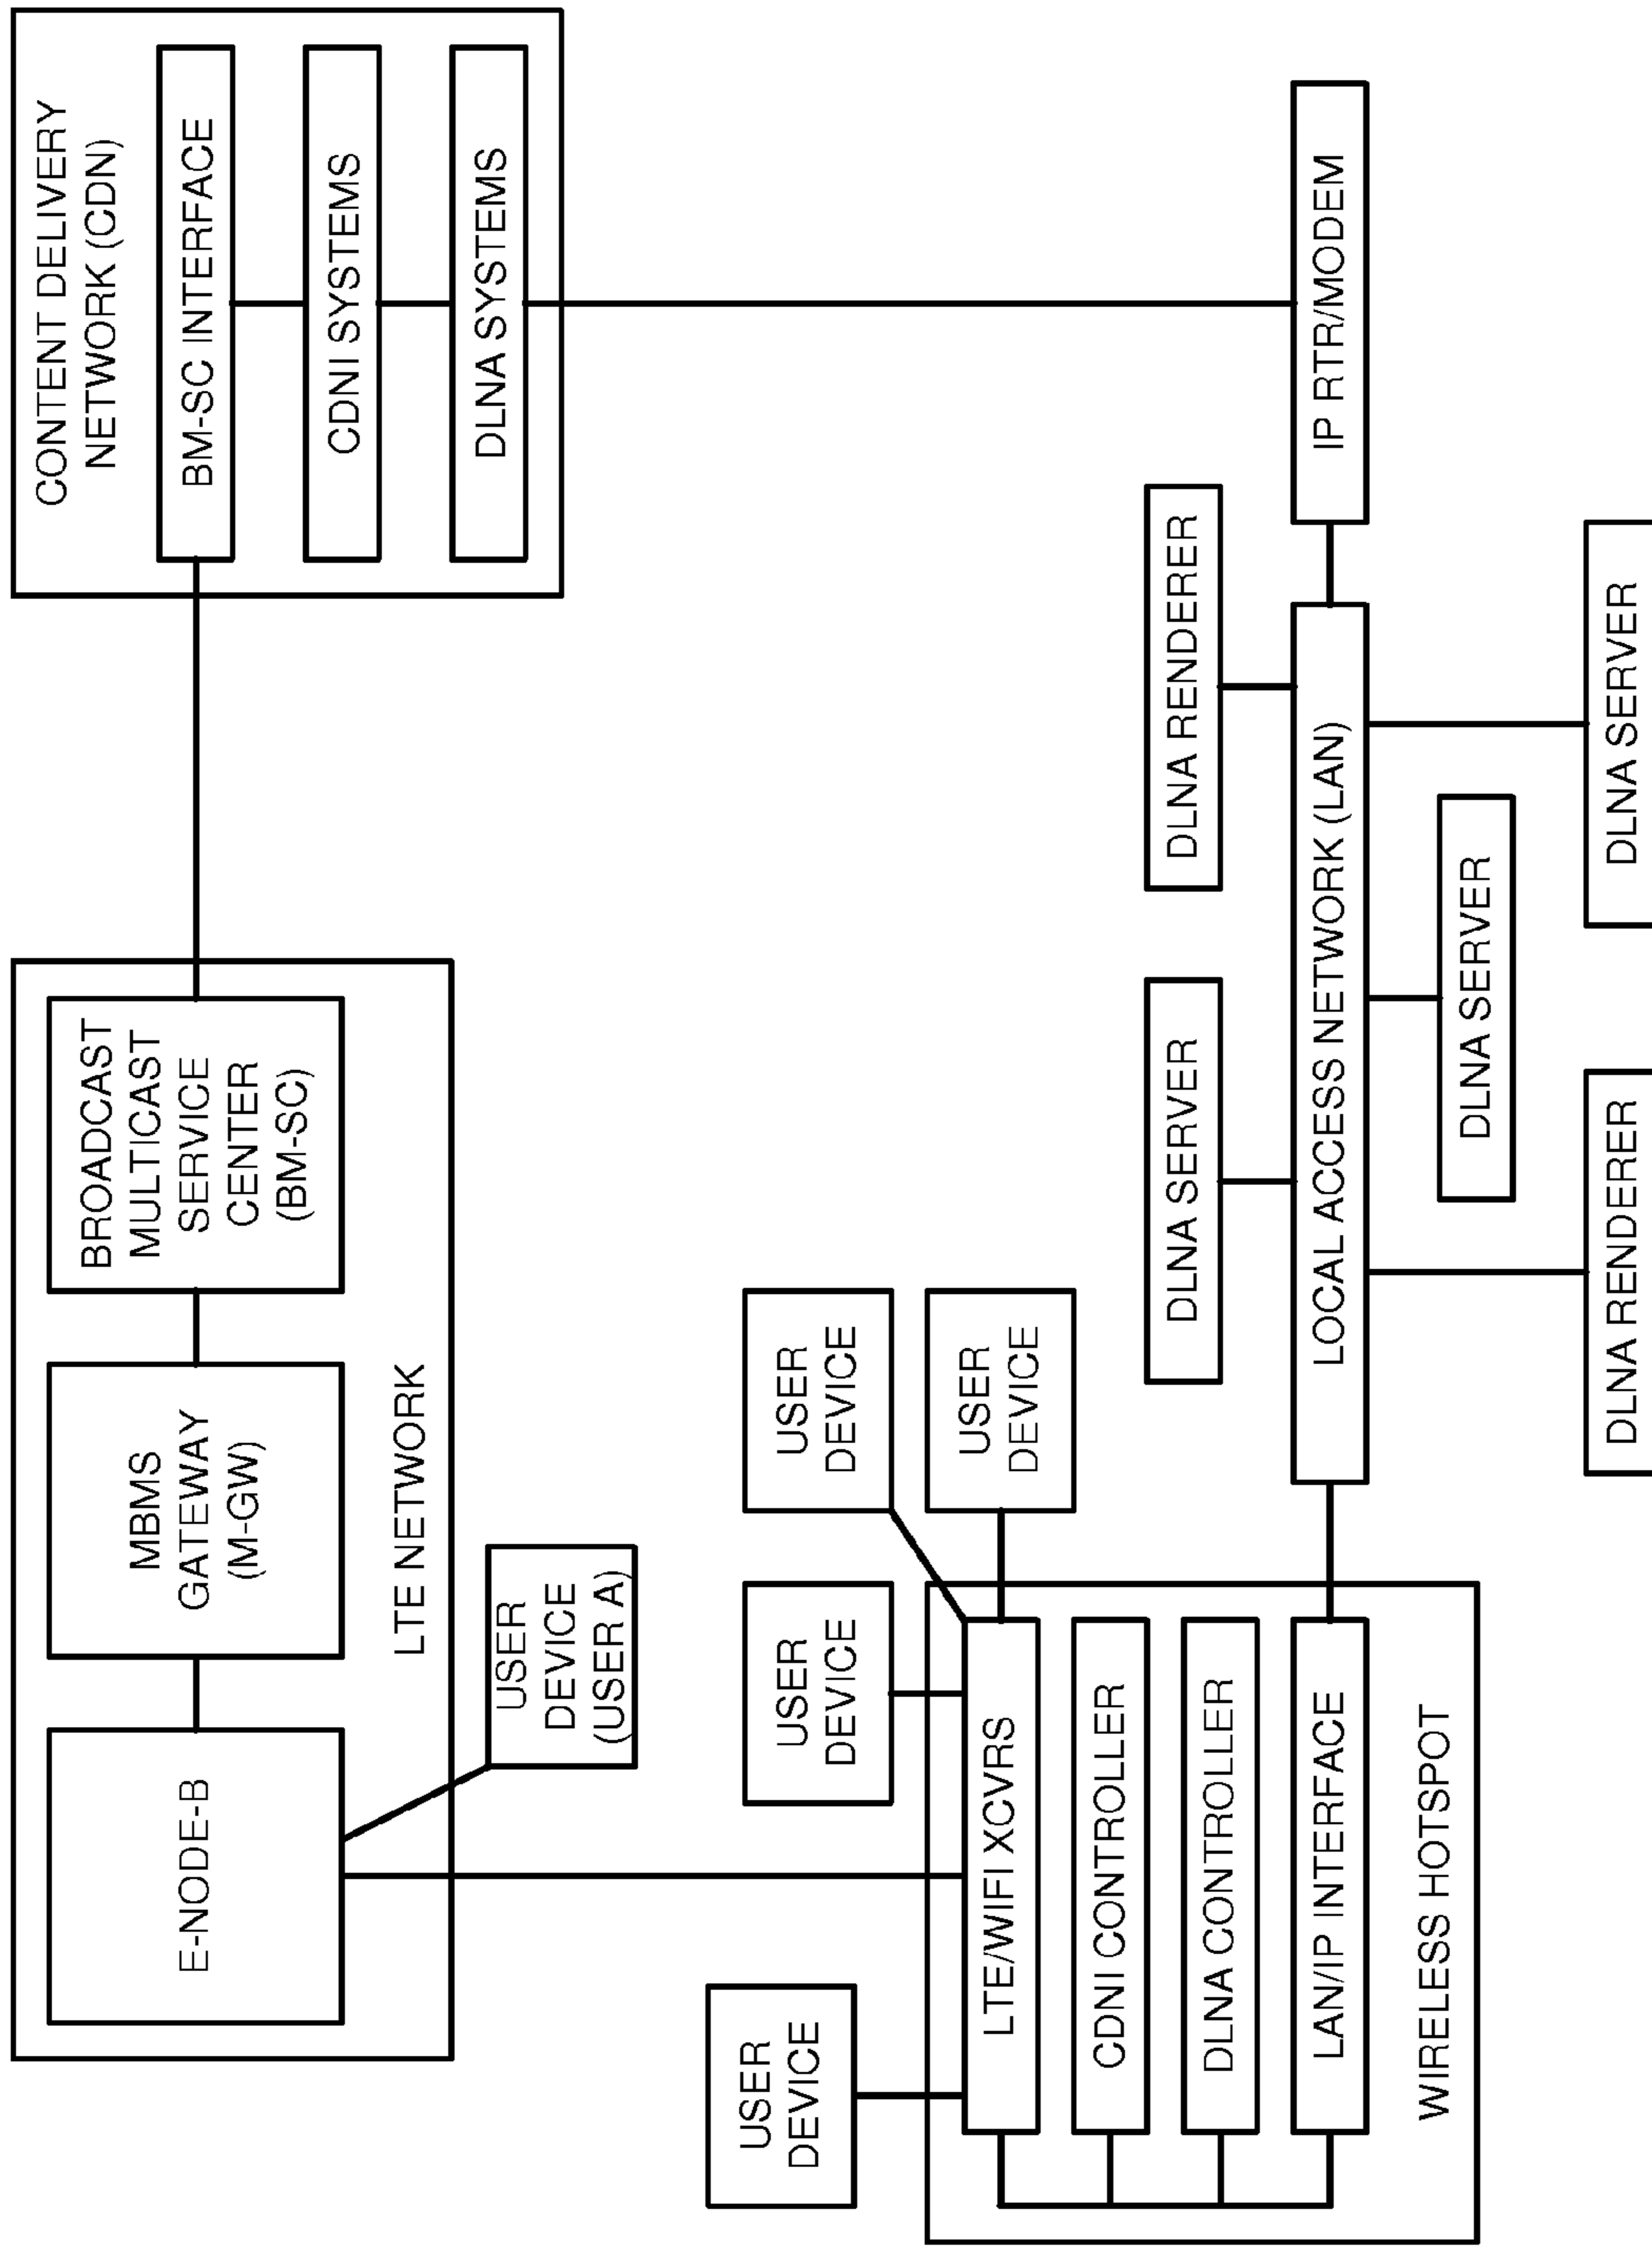 E-NODE-B
MBMS
GATEWAY
(M-GW)
BROADCAST
MULTICAST
SERVICE
CENTER
(BM-SC)
LTE NETWORK
CONTENT DELIVERY
NETWORK (CDN)
BM-SC INTERFACE
CDNI SYSTEMS
DLNA SYSTEMS
USER
DEVICE
(USER A)
USER
DEVICE
USER
DEVICE
USER
DEVICE
USER
DEVICE
LTE/WIFI XCVRS
CDNI CONTROLLER
DLNA CONTROLLER
LAN/IP INTERFACE
WIRELESS HOTSPOT
DLNA SERVER
DLNA RENDERER
LOCAL ACCESS NETWORK (LAN)
IP RTR/MODEM
DLNA SERVER
DLNA RENDERER
DLNA SERVER